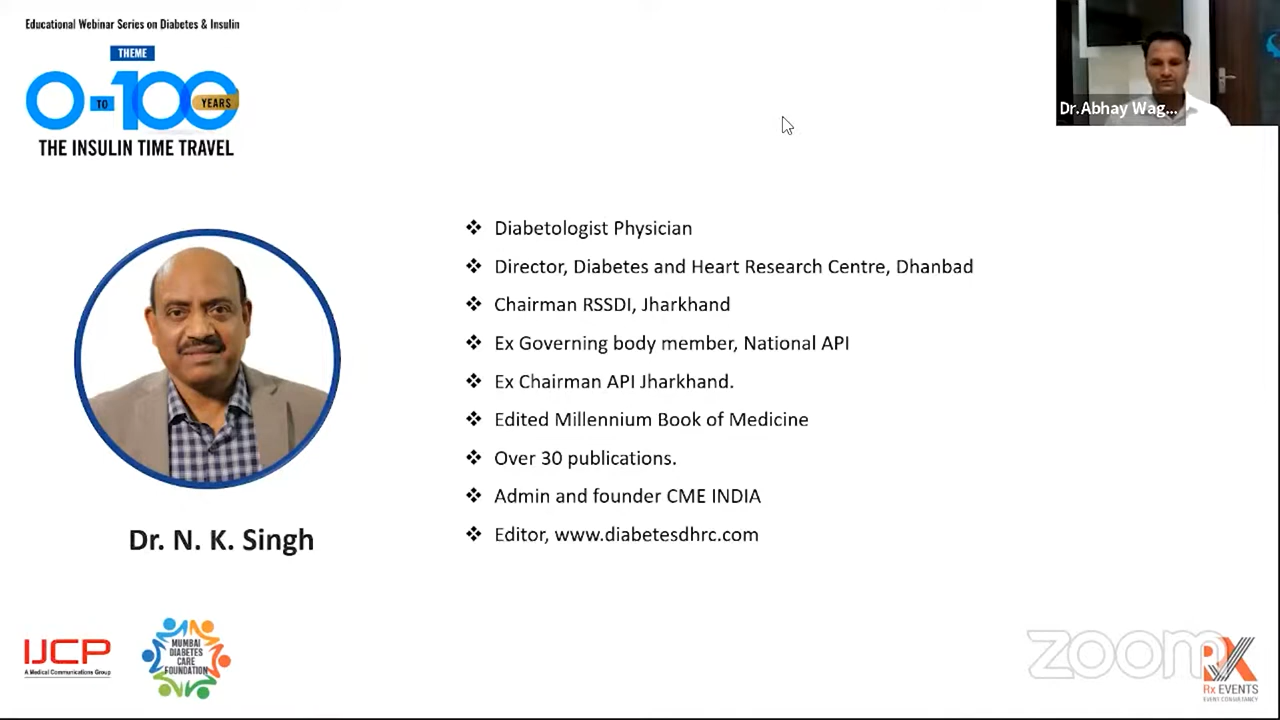 Educational Webinar Series on Diabetes & Insulin
THEME
0 TO 100 YEARS
THE INSULIN TIME TRAVEL
Dr.Abhay Wag...
❖ Diabetologist Physician
❖ Director, Diabetes and Heart Research Centre, Dhanbad
❖ Chairman RSSDI, Jharkhand
❖ Ex Governing body member, National API
❖ Ex Chairman API Jharkhand.
❖ Edited Millennium Book of Medicine
❖ Over 30 publications.
❖ Admin and founder CME INDIA
❖ Editor, www.diabetesdhrc.com
Dr. N. K. Singh
IJCP
A Medical Communications Group
MUMBAI
DIABETES
CARE
FOUNDATION
zoom
RX
Rx EVENTS
EVENT CONSULTANCY